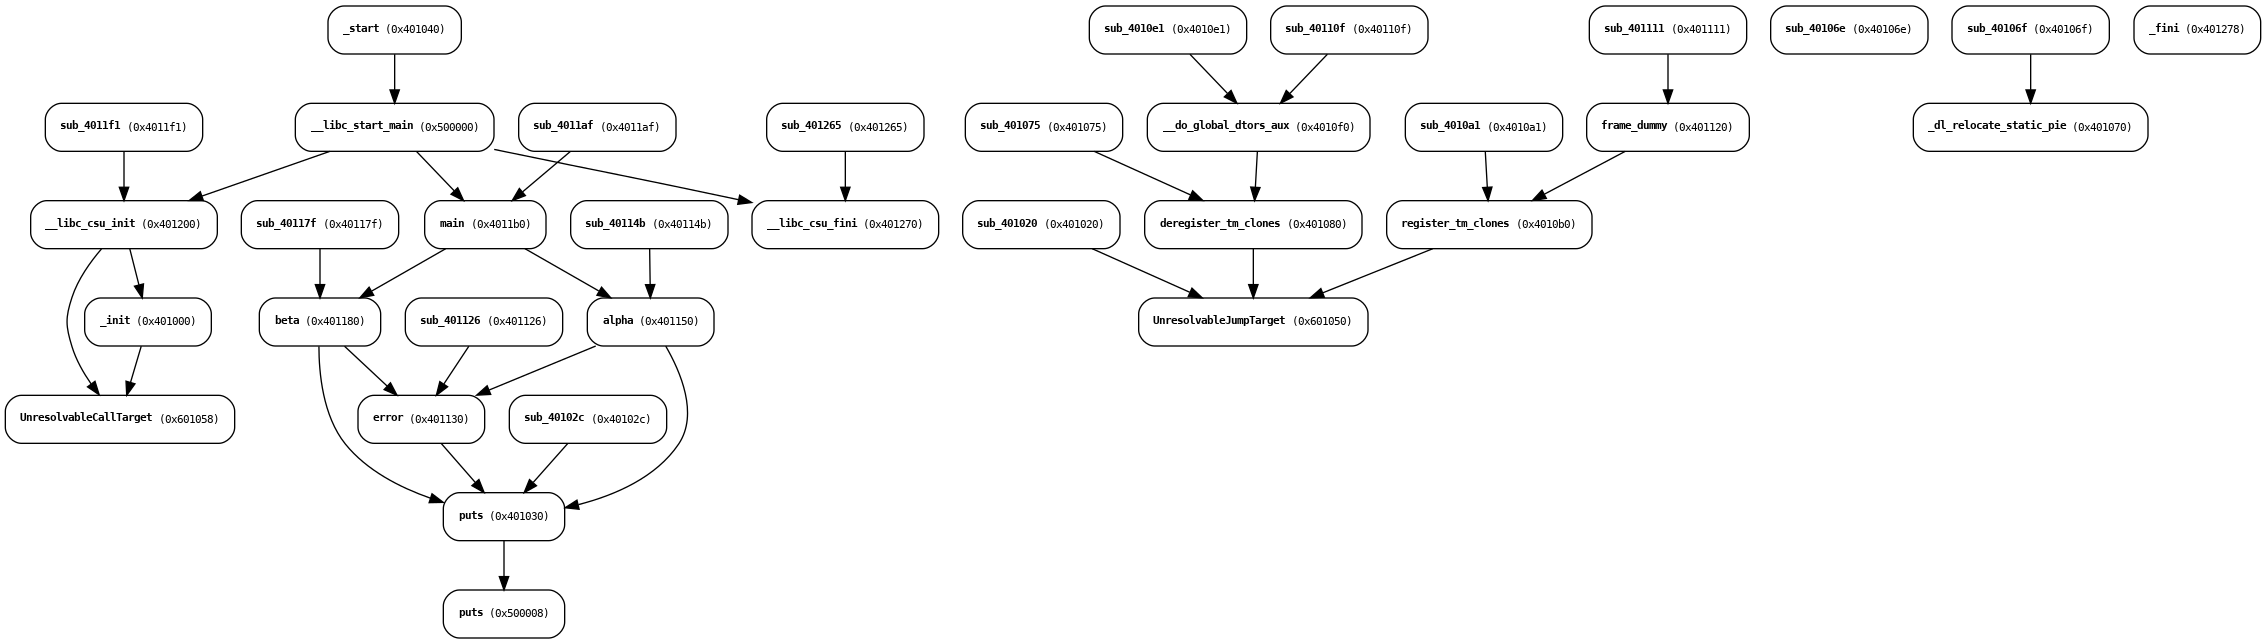 _start (0x401040)
sub_4010e1 (0x4010e1)
sub_40110f (0x40110f)
sub_401111 (0x401111)
sub_40106e (0x40106e)
sub_40106f (0x40106f)
_fini (0x401278)
sub_4011f1 (0x4011f1)
__libc_start_main (0x500000)
sub_4011af (0x4011af)
sub_401265 (0x401265)
sub_401075 (0x401075)
__do_global_dtors_aux (0x4010f0)
sub_4010a1 (0x4010a1)
frame_dummy (0x401120)
_dl_relocate_static_pie (0x401070)
__libc_csu_init (0x401200)
sub_40117f (0x40117f)
main (0x4011b0)
sub_40114b (0x40114b)
__libc_csu_fini (0x401270)
sub_401020 (0x401020)
deregister_tm_clones (0x401080)
register_tm_clones (0x4010b0)
_init (0x401000)
beta (0x401180)
sub_401126 (0x401126)
alpha (0x401150)
UnresolvableJumpTarget (0x601050)
UnresolvableCallTarget (0x601058)
error (0x401130)
sub_40102c (0x40102c)
puts (0x401030)
puts (0x500008)